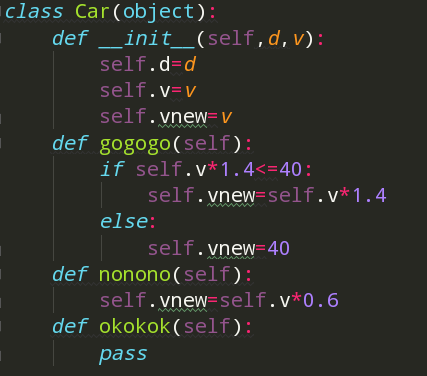 class Car(object):
    def __init__(self,d,v):
        self.d=d
        self.v=v
        self.vnew=v
    def gogogo(self):
        if self.v*1.4<=40:
            self.vnew=self.v*1.4
        else:
            self.vnew=40
    def nonono(self):
        self.vnew=self.v*0.6
    def okokok(self):
        pass